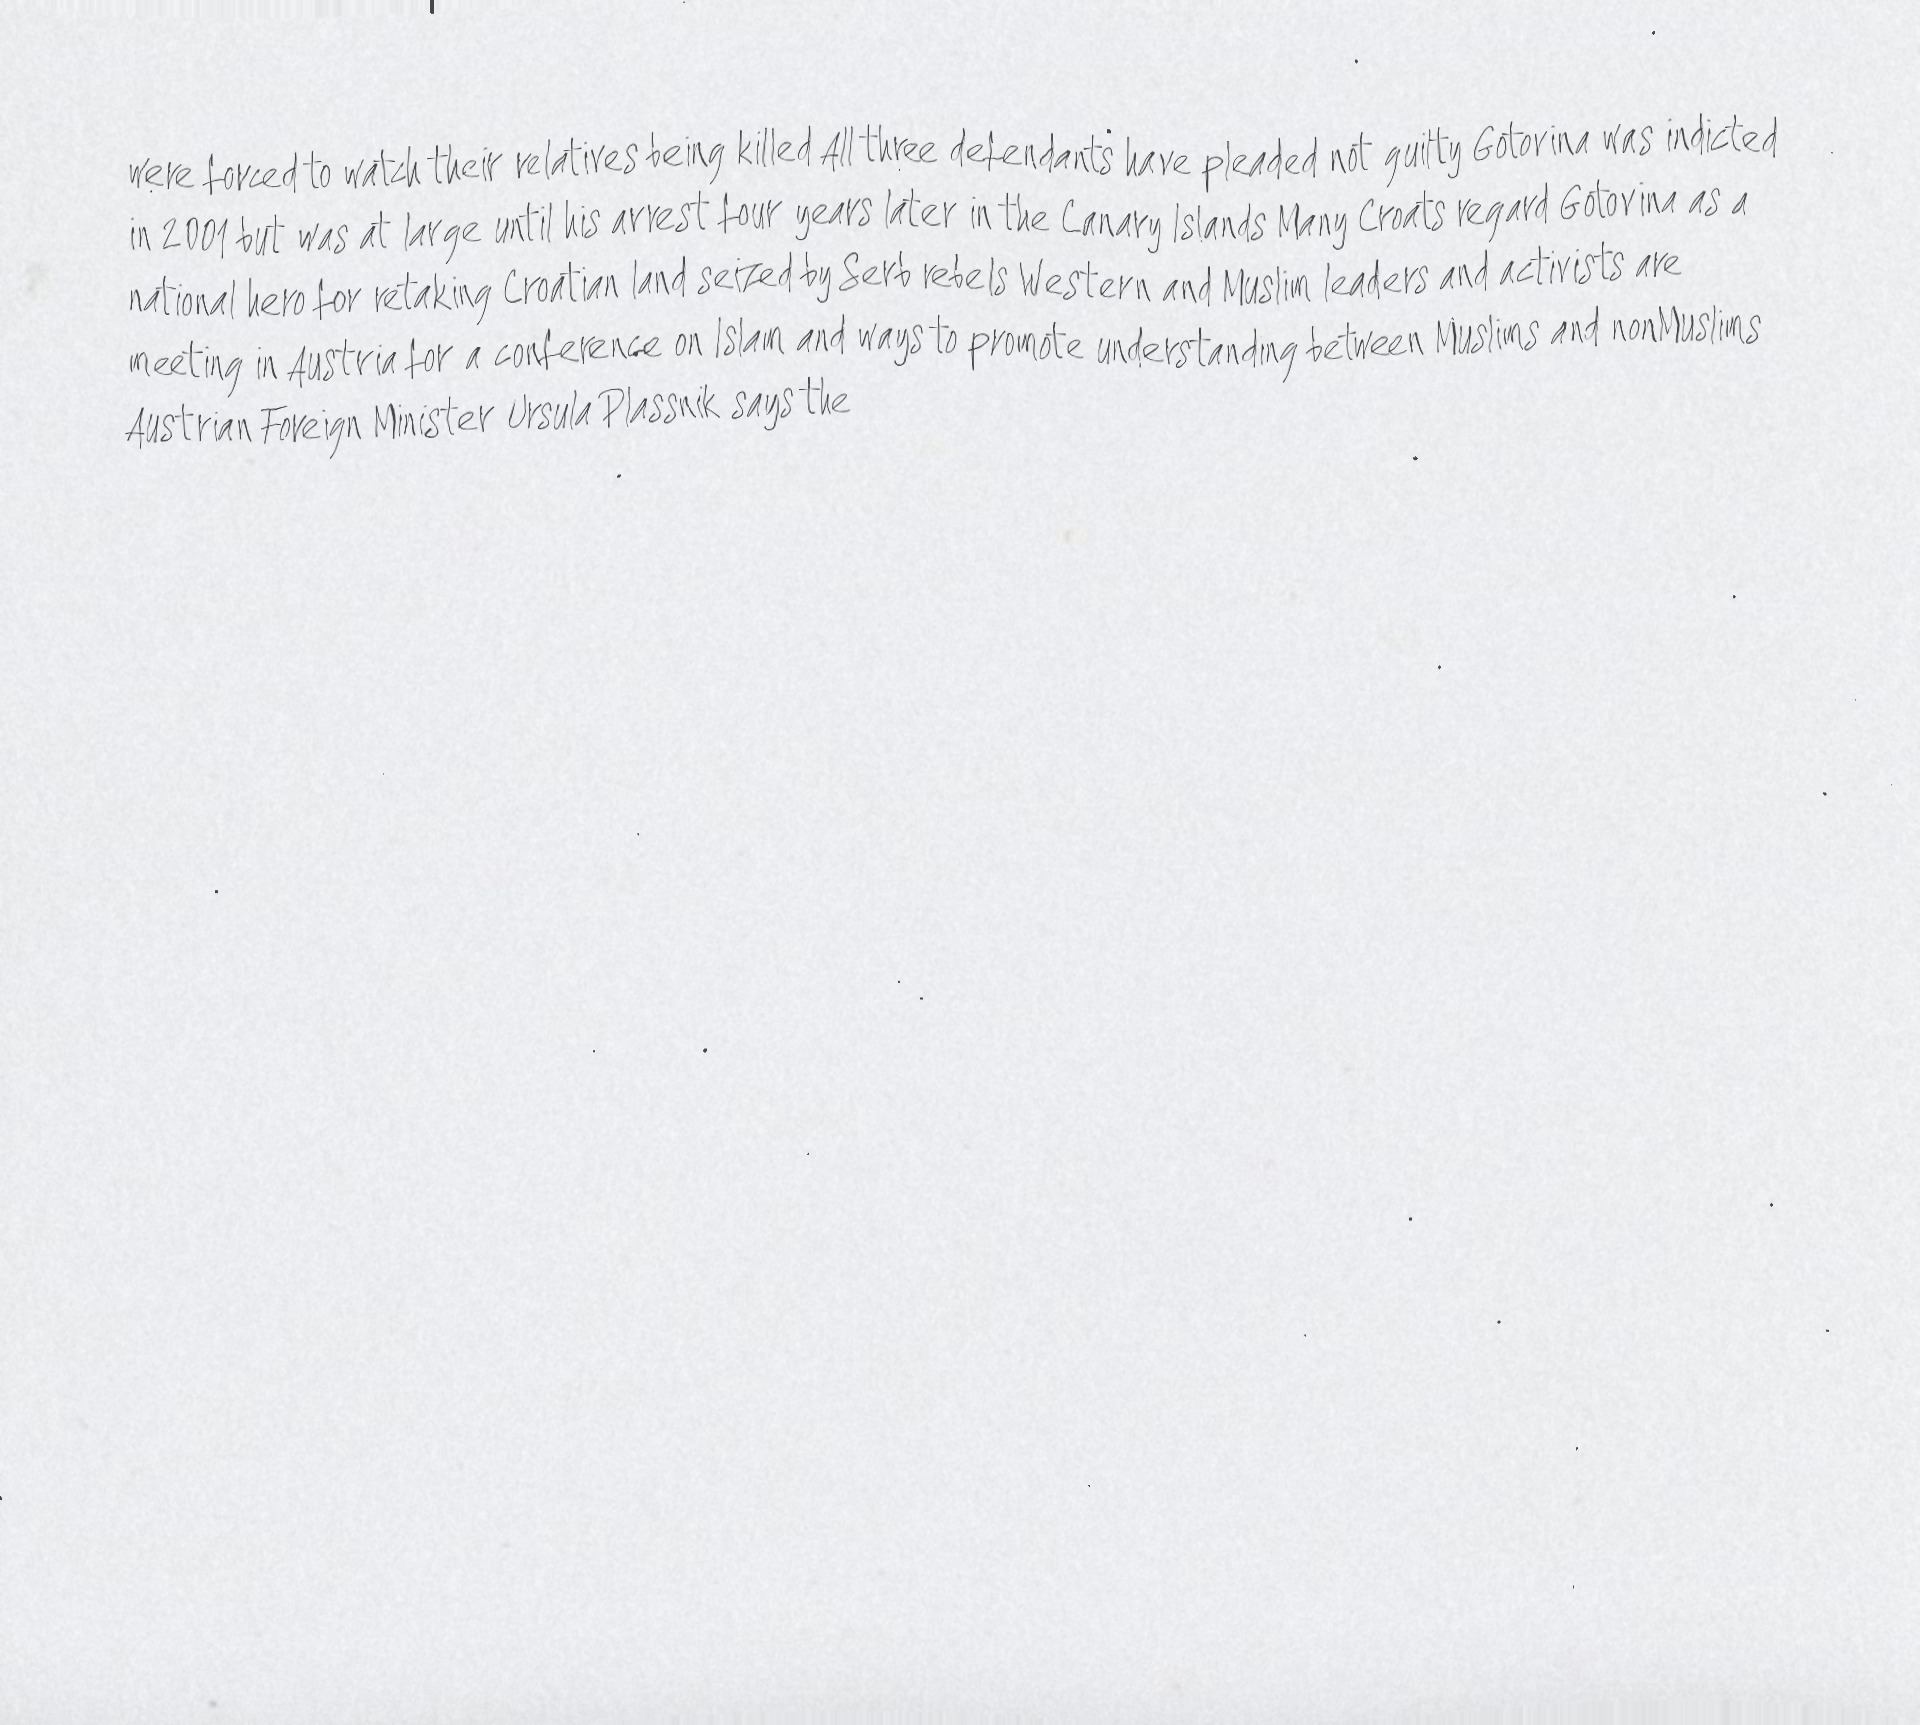 were forced to watch their relatives being killed All three defendants have pleaded not guilty Gotovina was indicted
in 2001 but was at large until his arrest four years later in the Canary Islands Many Croats regard Gotovina as a
national hero for retaking Croatian land seized by Serb rebels Western and Muslim leaders and activists are
meeting in Austria for a conference on Islam and ways to promote understanding between Muslims and nonMuslims
Austrian Foreign Minister Ursula Plassnik says the